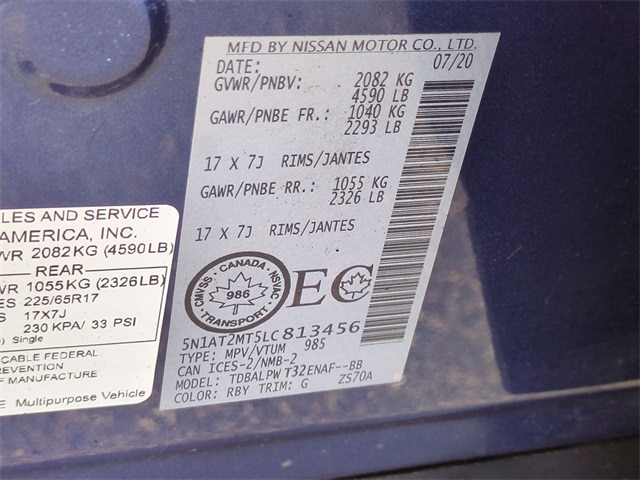 MFD BY NISSAN MOTOR CO., LTD.
DATE: 07/20
GVWR/PNBV: 2082 KG
4590 LB
GAWR/PNBE FR.: 1040 KG
2293 LB
17 X 7J RIMS/JANTES
GAWR/PNBE RR.: 1055 KG
2326 LB
17 X 7J RIMS/JANTES
CMVSS · CANADA · NSVAC
986
TRANSPORT
EC
5N1AT2MT5LC813456
TYPE: MPV/VTUM 985
CAN ICES-2/NMB-2
MODEL: TDBALPW T32ENAF--BB
COLOR: RBY TRIM: G ZS70A
LES AND SERVICE
AMERICA, INC.
WR 2082KG (4590LB)
REAR
WR 1055KG (2326LB)
ES 225/65R17
S 17X7J
230 KPA/ 33 PSI
Single
CABLE FEDERAL
REVENTION
OF MANUFACTURE
Multipurpose Vehicle